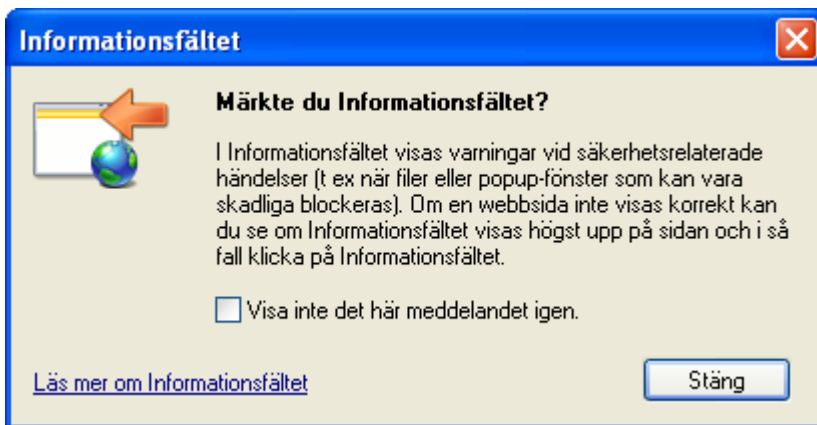 Informationsfältet
Märkte du Informationsfältet?
I Informationsfältet visas varningar vid säkerhetsrelaterade
händelser (t ex när filer eller popup-fönster som kan vara
skadliga blockeras). Om en webbsida inte visas korrekt kan
du se om Informationsfältet visas högst upp på sidan och i så
fall klicka på Informationsfältet.
Visa inte det här meddelandet igen.
Läs mer om Informationsfältet
Stäng